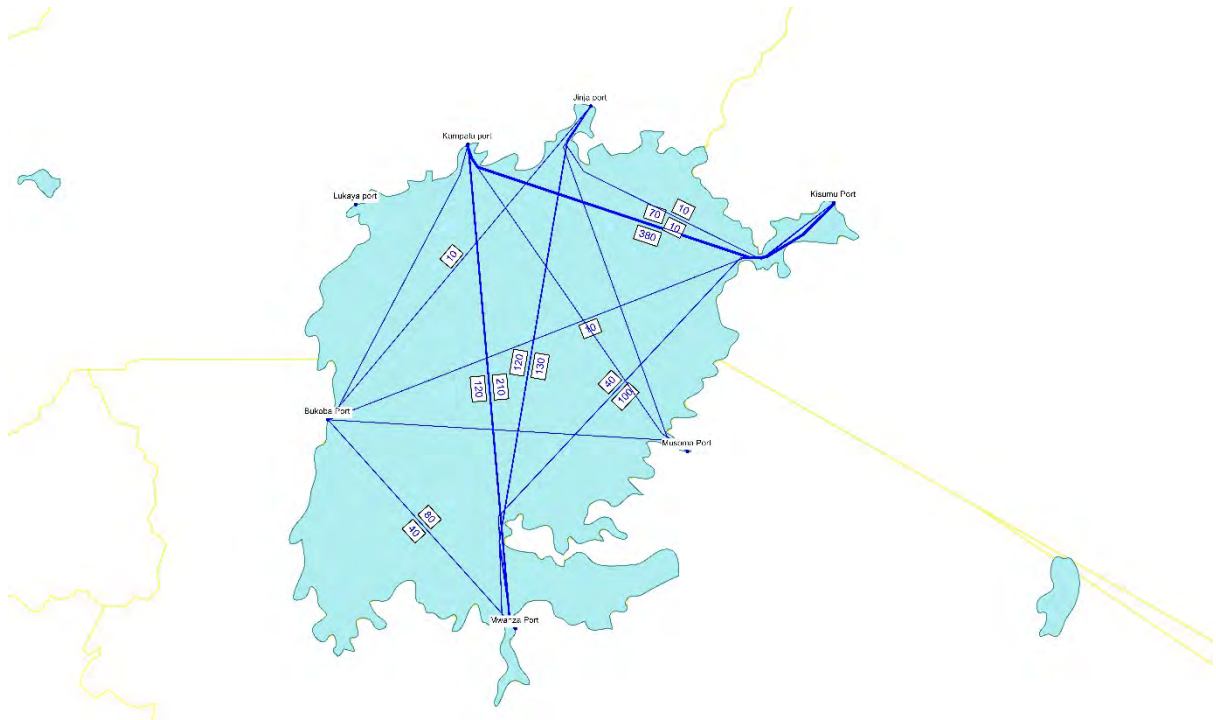 Jinja port
Kampala port
Kisumu Port
Lukaya port
10
70
10
380
10
10
120
130
120
210
40
100
Bukoba Port
Musoma Port
80
40
Mwanza Port